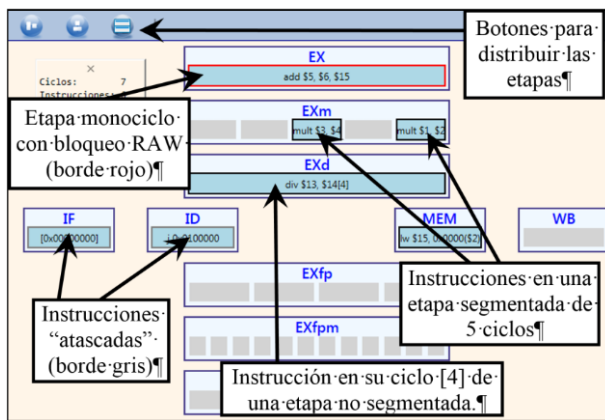 Botones·para·
distribuir·las·
etapas¶
×
Ciclos: 7
Instrucciones:
EX
add $5, $6, $15
Etapa·monociclo·
con·bloqueo·RAW·
(borde·rojo)¶
EXm
mult $3, $4
mult $1, $2
EXd
div $13, $14[4]
IF
[0x00000000]
ID
MEM
lw $15, 0x0000($2)
WB
EXfp
Instrucciones·en·una·
etapa·segmentada·de·
5·ciclos¶
Instrucciones·
“atascadas”·
(borde·gris)¶
EXfpm
Instrucción·en·su·ciclo·[4]·de·
una·etapa·no·segmentada.¶